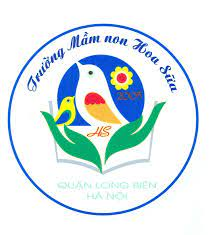 Trường Mầm non Hoa Sữa
2005
HS
QUẬN LONG BIÊN
HÀ NỘI